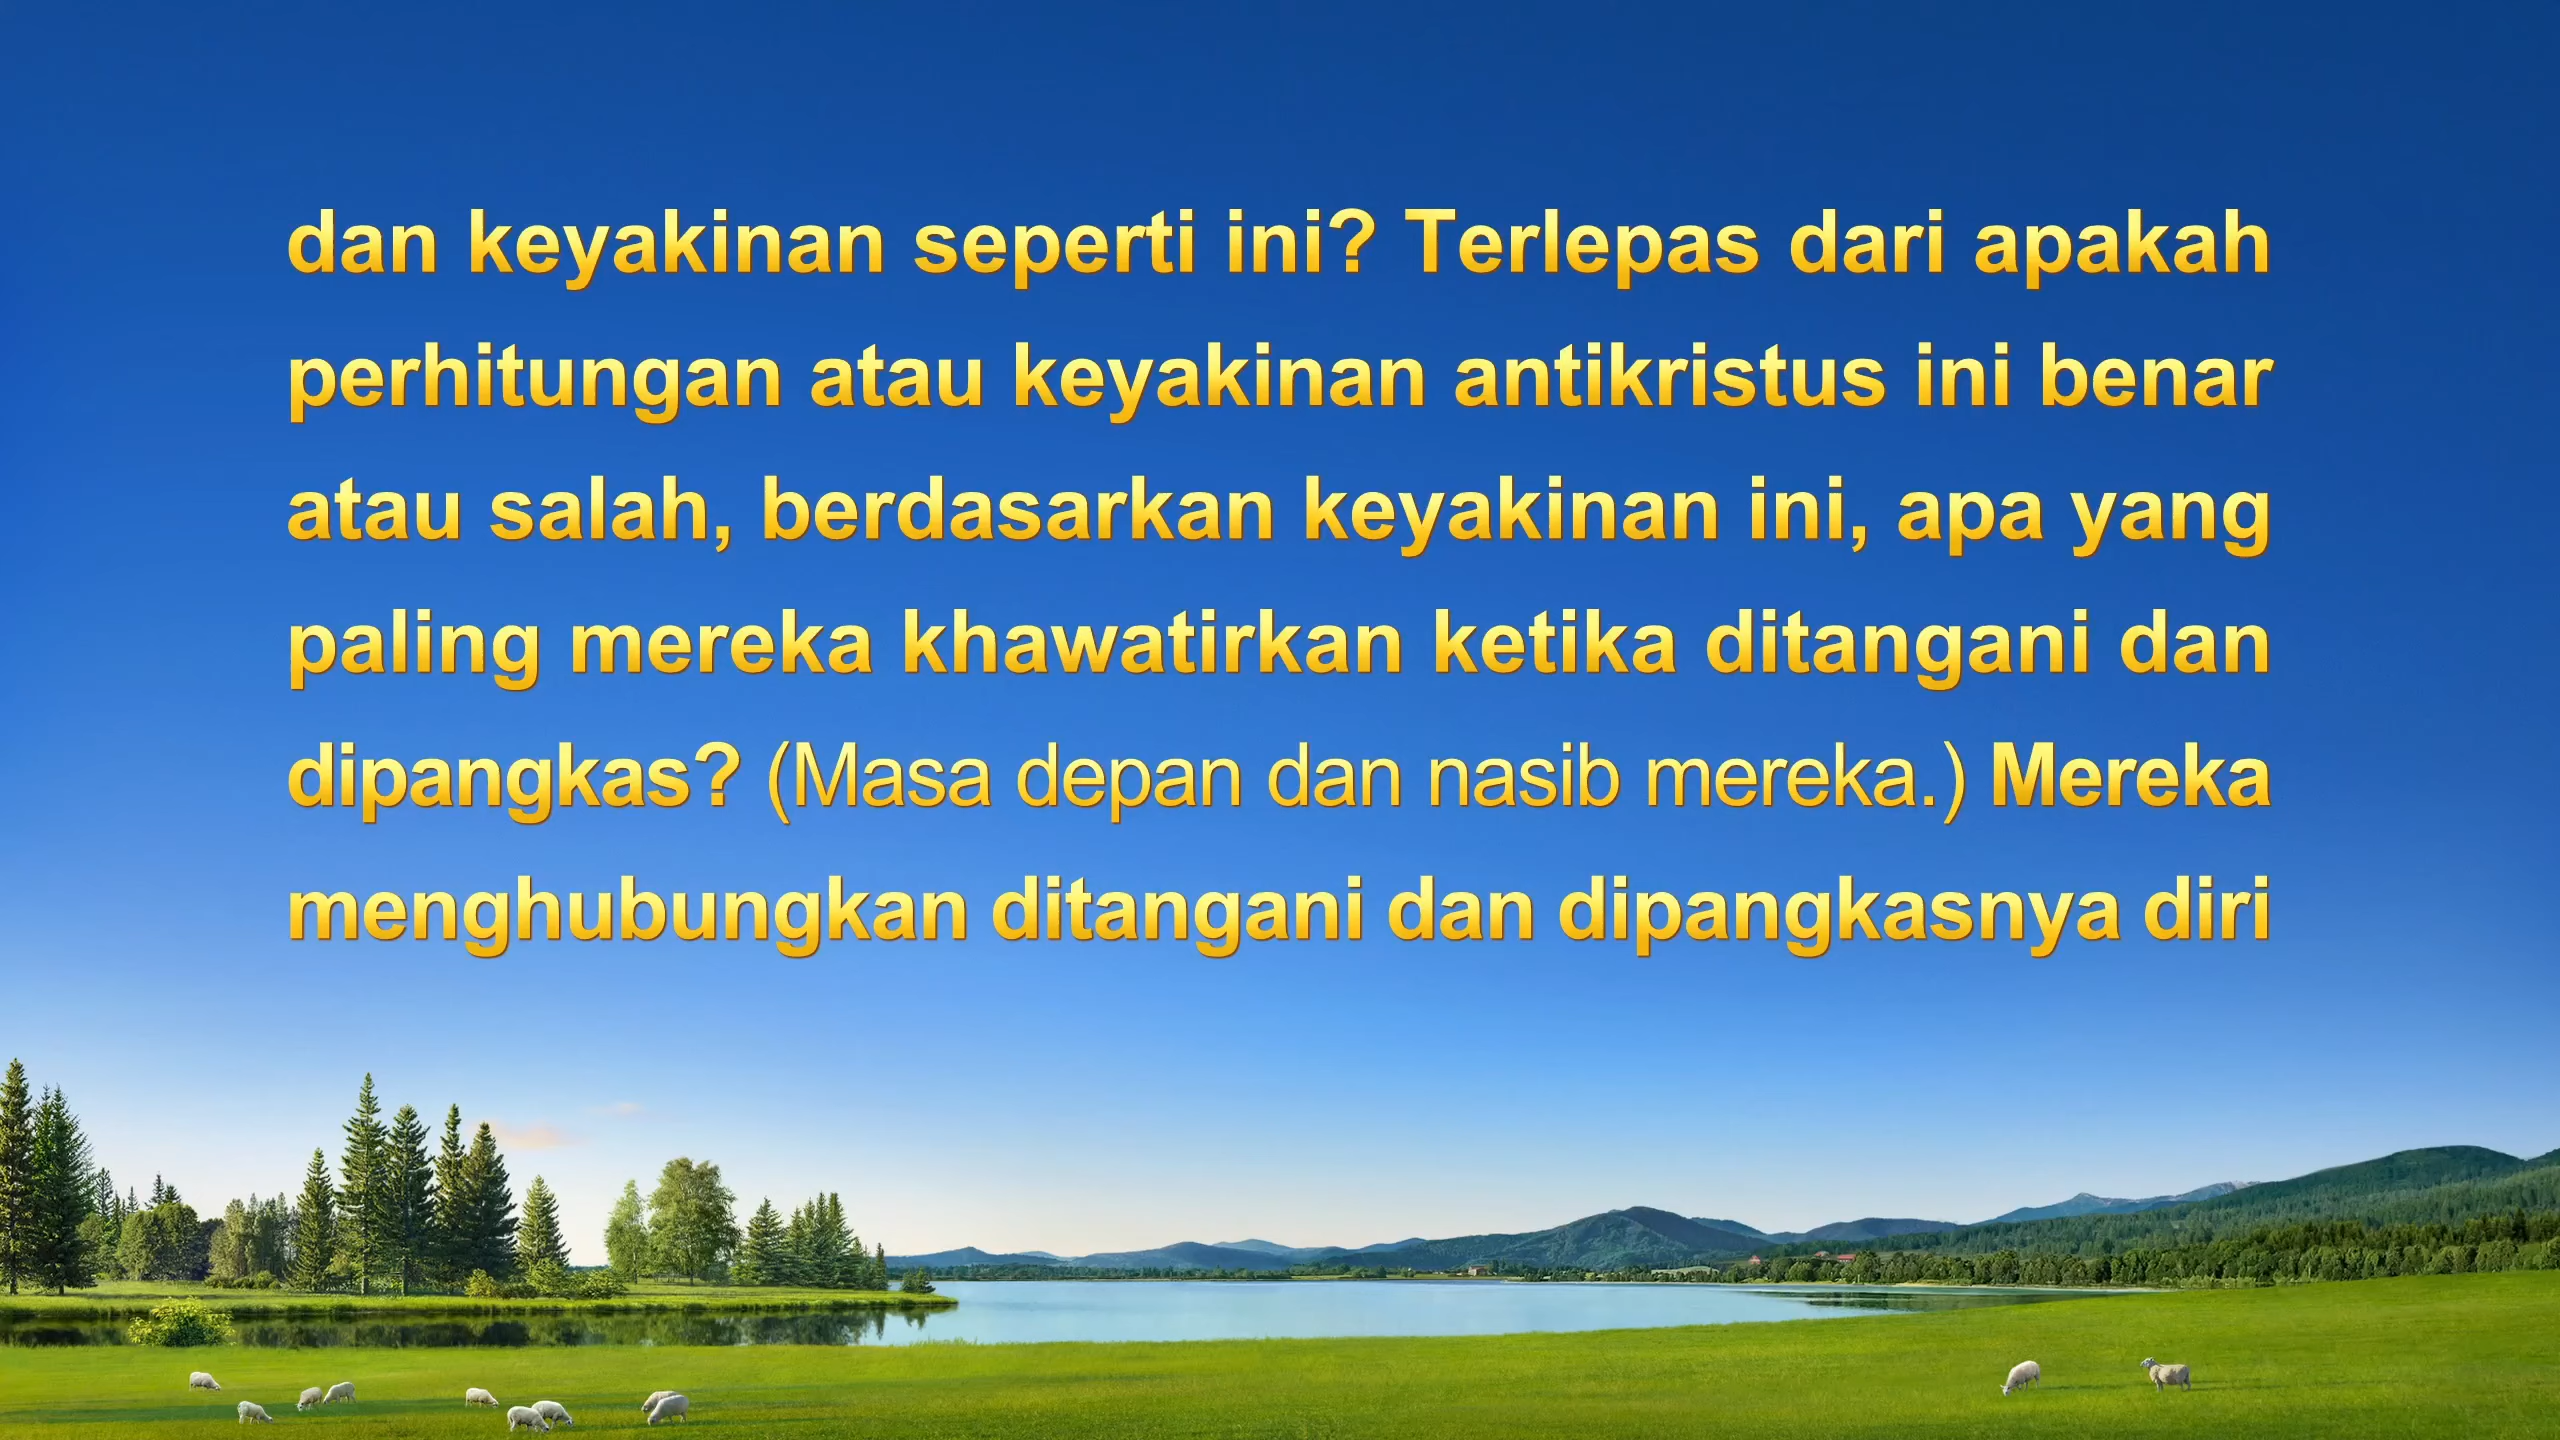 dan keyakinan seperti ini? Terlepas dari apakah
perhitungan atau keyakinan antikristus ini benar
atau salah, berdasarkan keyakinan ini, apa yang
paling mereka khawatirkan ketika ditangani dan
dipangkas? (Masa depan dan nasib mereka.) Mereka
menghubungkan ditangani dan dipangkasnya diri